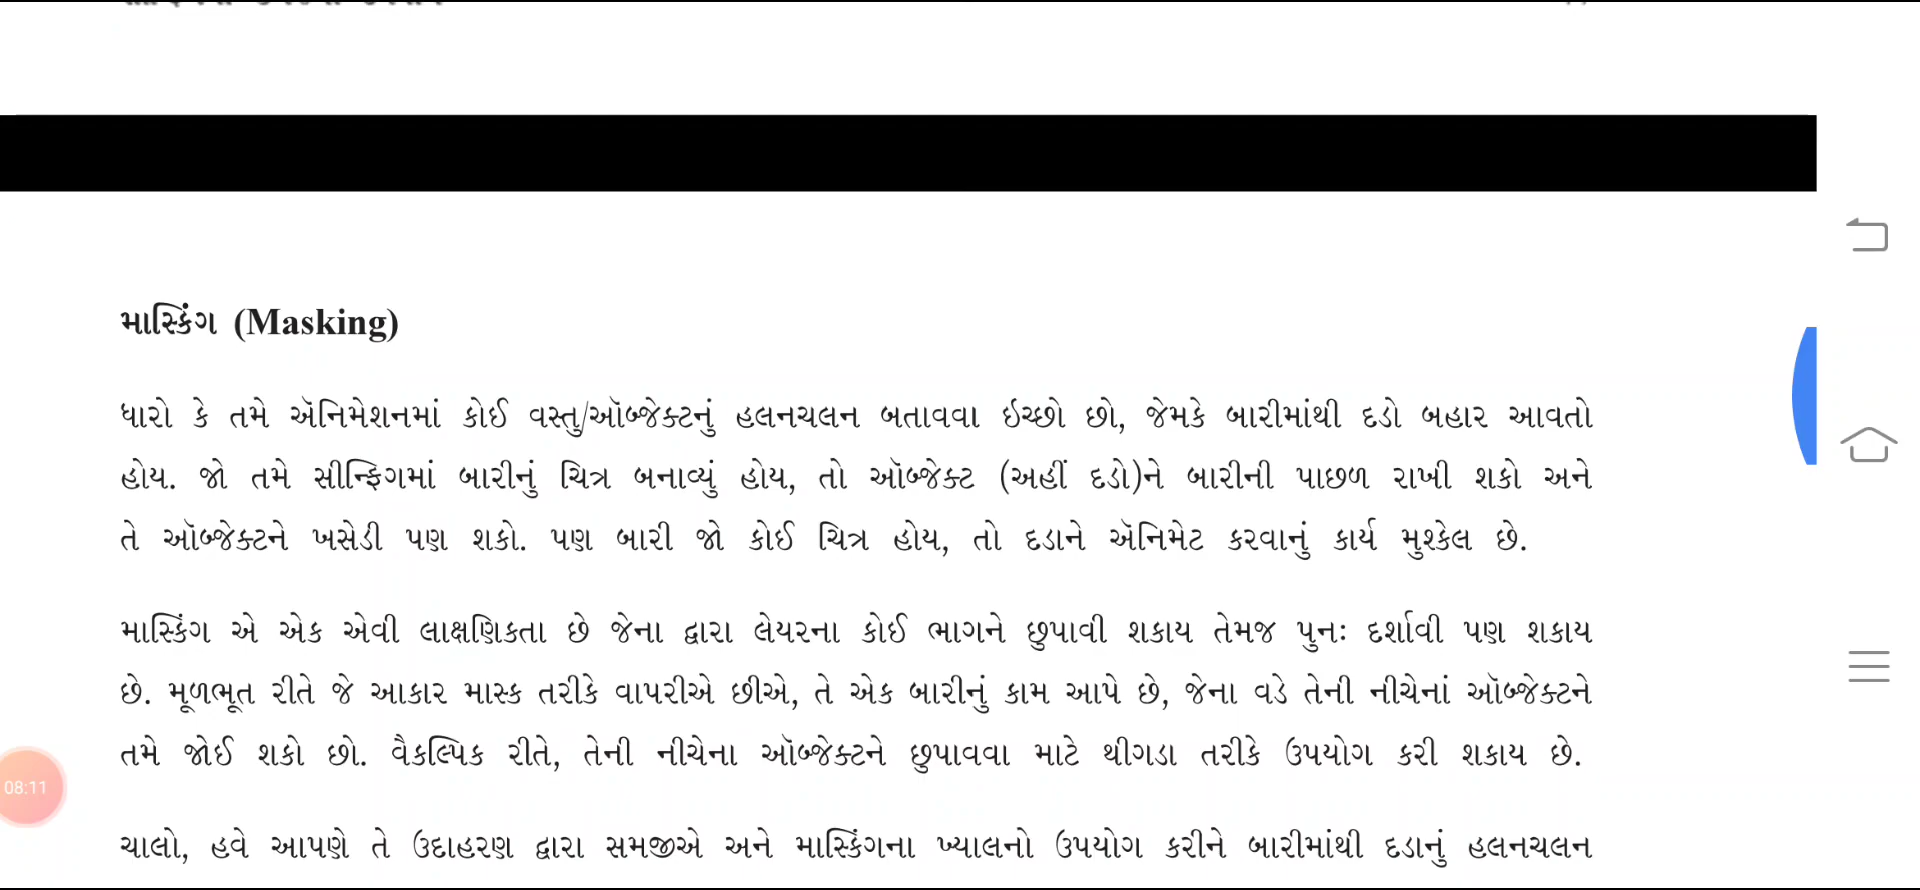 માસ્કિંગ (Masking)
ધારો કે તમે ઍનિમેશનમાં કોઈ વસ્તુ/ઑબ્જેક્ટનું હલનચલન બતાવવા ઇચ્છો છો, જેમકે બારીમાંથી દડો બહાર આવતો
હોય. જો તમે સીન્ફિગમાં બારીનું ચિત્ર બનાવ્યું હોય, તો ઑબ્જેક્ટ (અહીં દડો)ને બારીની પાછળ રાખી શકો અને
તે ઑબ્જેક્ટને ખસેડી પણ શકો. પણ બારી જો કોઈ ચિત્ર હોય, તો દડાને ઍનિમેટ કરવાનું કાર્ય મુશ્કેલ છે.
માસ્કિંગ એ એક એવી લાક્ષણિકતા છે જેના દ્વારા લેયરના કોઈ ભાગને છુપાવી શકાય તેમજ પુનઃ દર્શાવી પણ શકાય
છે. મૂળભૂત રીતે જે આકાર માસ્ક તરીકે વાપરીએ છીએ, તે એક બારીનું કામ આપે છે, જેના વડે તેની નીચેનાં ઑબ્જેક્ટને
તમે જોઈ શકો છો. વૈકલ્પિક રીતે, તેની નીચેના ઑબ્જેક્ટને છુપાવવા માટે થીગડા તરીકે ઉપયોગ કરી શકાય છે.
08:11
ચાલો, હવે આપણે તે ઉદાહરણ દ્વારા સમજીએ અને માસ્કિંગના ખ્યાલનો ઉપયોગ કરીને બારીમાંથી દડાનું હલનચલન